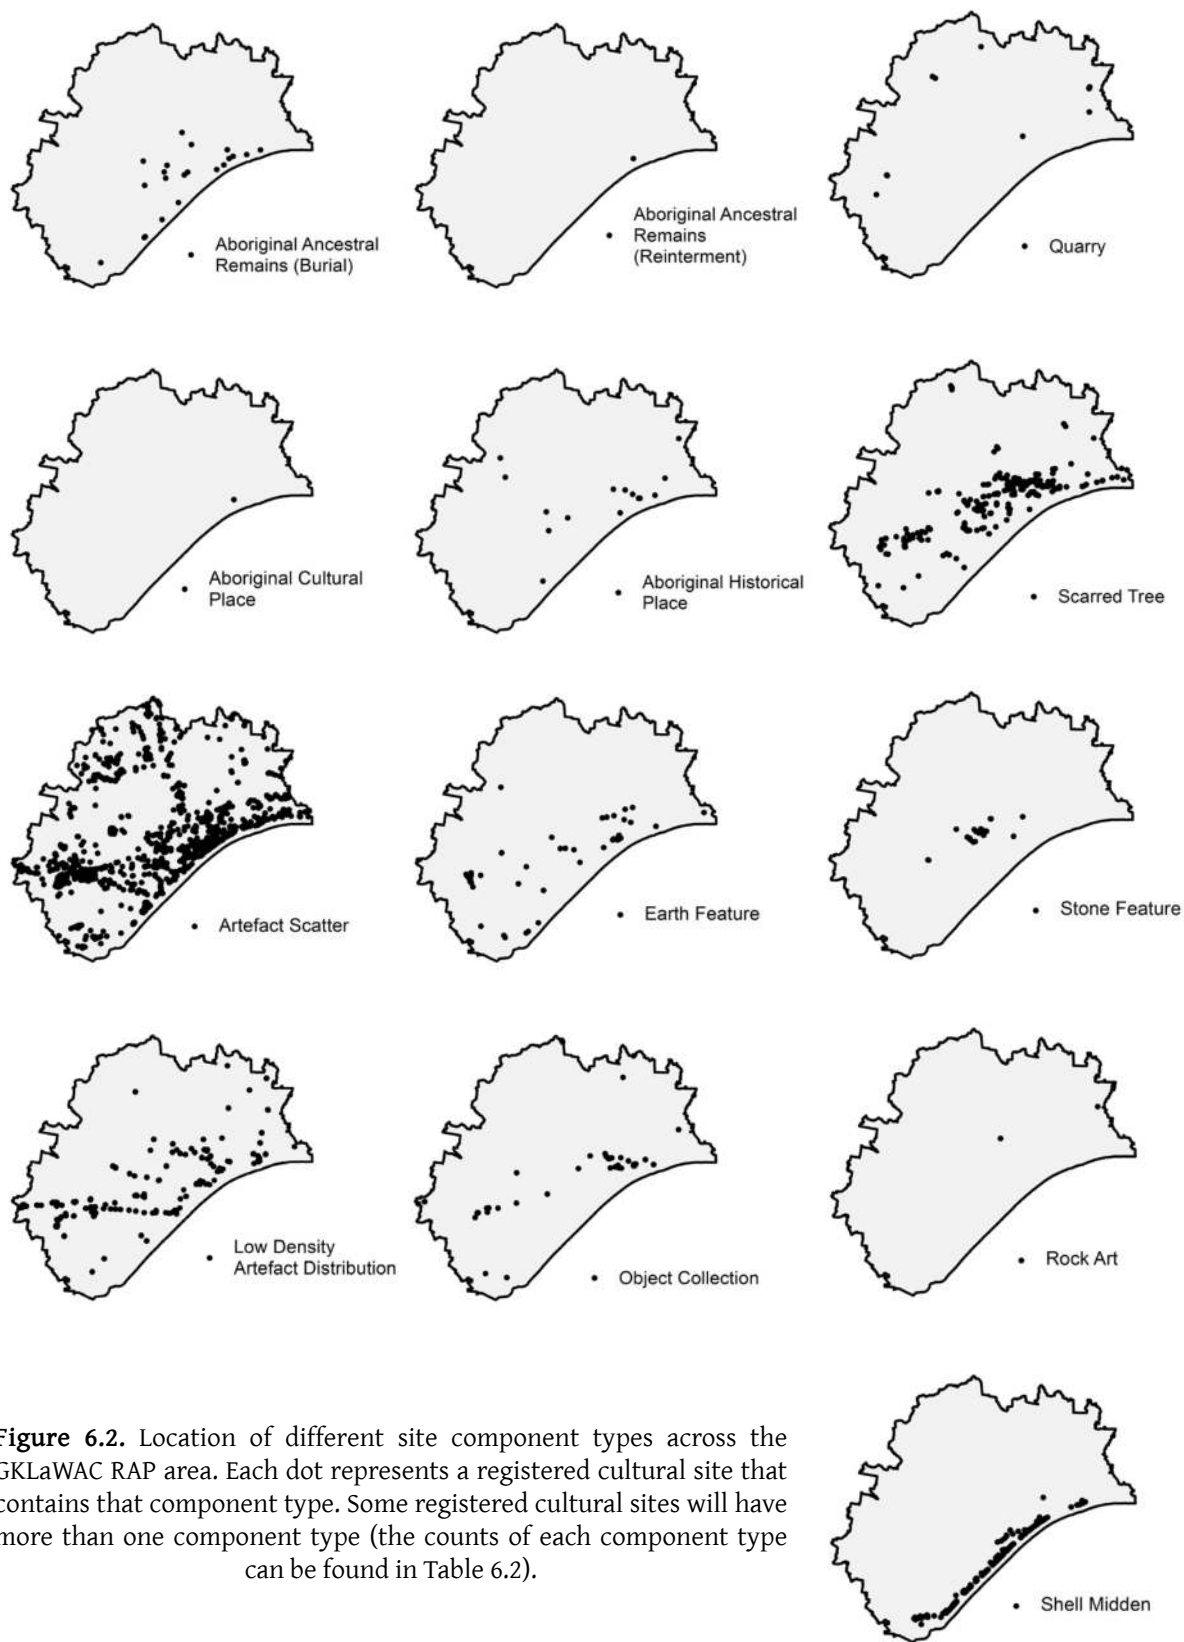 Aboriginal Ancestral
Remains (Burial)
Aboriginal Ancestral
Remains
(Reinterment)
Quarry
Aboriginal Cultural
Place
Aboriginal Historical
Place
Scarred Tree
Artefact Scatter
Earth Feature
Stone Feature
Low Density
Artefact Distribution
Object Collection
Rock Art
Figure 6.2. Location of different site component types across the
GKLaWAC RAP area. Each dot represents a registered cultural site that
contains that component type. Some registered cultural sites will have
more than one component type (the counts of each component type
can be found in Table 6.2).
Shell Midden